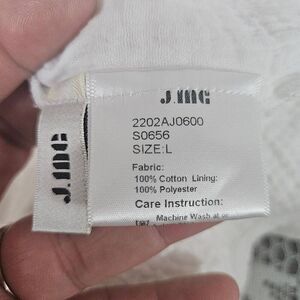 J.ING
2202AJ0600
S0656
SIZE:L
Fabric:
100% Cotton Lining:
100% Polyester
Care Instruction:
Machine Wash at
J.ING